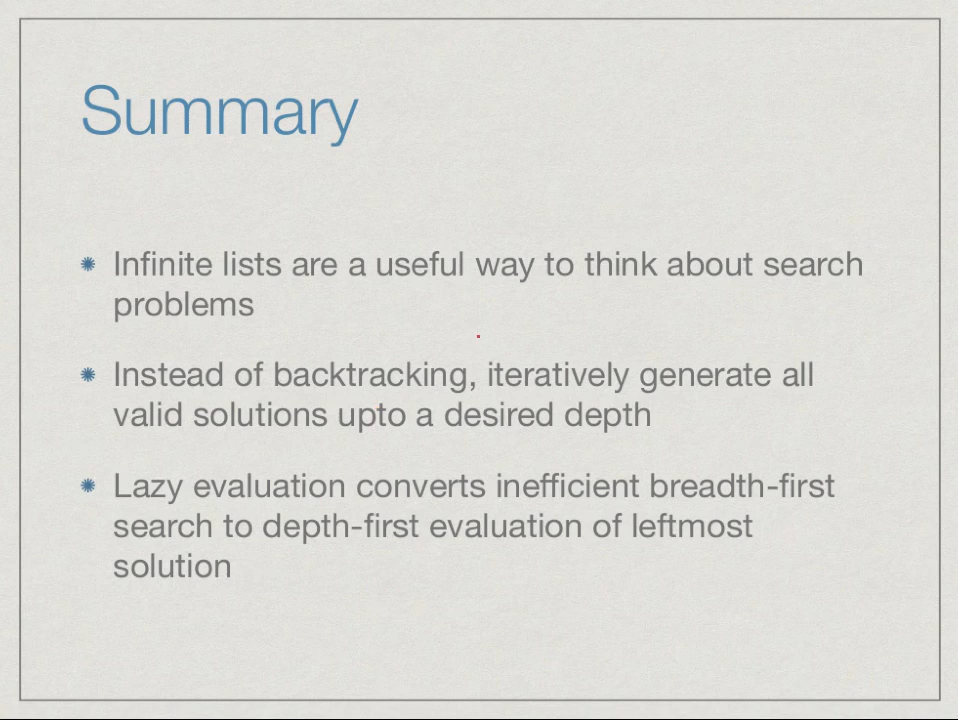 Summary
Infinite lists are a useful way to think about search
problems
Instead of backtracking, iteratively generate all
valid solutions upto a desired depth
Lazy evaluation converts inefficient breadth-first
search to depth-first evaluation of leftmost
solution